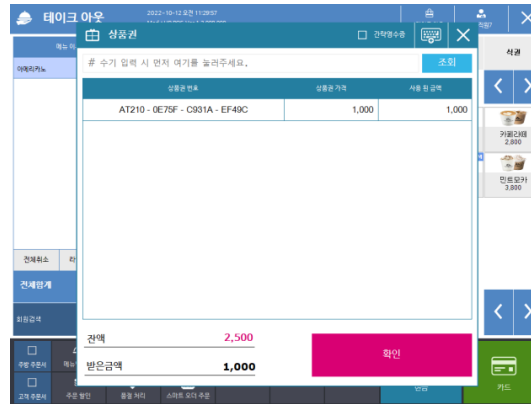 테이크 아웃
2022-10-12 오전 11:29:57
상품권
간략영수증
식권
# 수기 입력 시 먼저 여기를 눌러주세요.
조회
아메리카노
상품권 번호
상품권 가격
사용 된 금액
AT210 - 0E75F - C931A - EF49C
1,000
1,000
카페라떼
2,800
민트모카
3,800
전체취소
전체합계
회원검색
잔액
2,500
받은금액
1,000
확인
주방 주문서
고객 주문서
주문 할인
품절 처리
스마트 오더 주문
카드